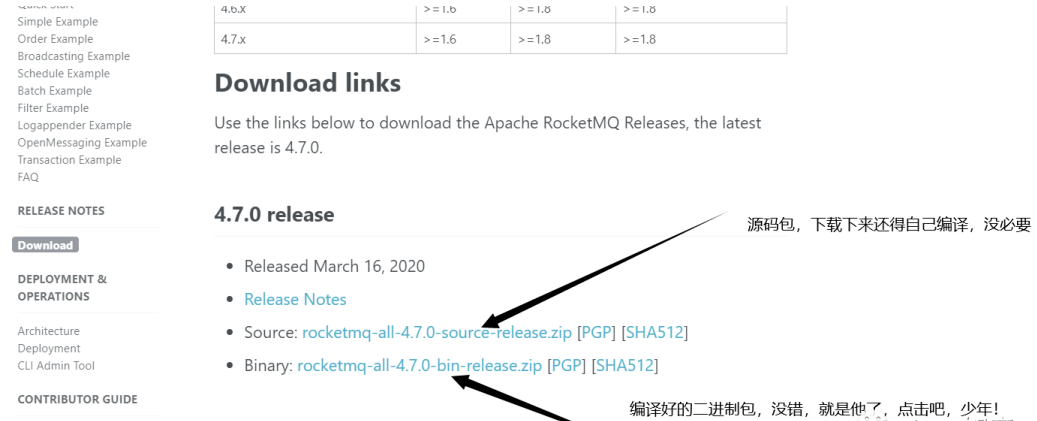 Quick Start
Simple Example
Order Example
Broadcasting Example
Schedule Example
Batch Example
Filter Example
Logappender Example
OpenMessaging Example
Transaction Example
FAQ
RELEASE NOTES
Download
DEPLOYMENT &
OPERATIONS
Architecture
Deployment
CLI Admin Tool
CONTRIBUTOR GUIDE
4.6.x >=1.6 >=1.8 >=1.8
4.7.x >=1.6 >=1.8 >=1.8
Download links
Use the links below to download the Apache RocketMQ Releases, the latest
release is 4.7.0.
4.7.0 release
源码包，下载下来还得自己编译，没必要
Released March 16, 2020
Release Notes
Source: rocketmq-all-4.7.0-source-release.zip [PGP] [SHA512]
Binary: rocketmq-all-4.7.0-bin-release.zip [PGP] [SHA512]
编译好的二进制包，没错，就是他了，点击吧，少年！